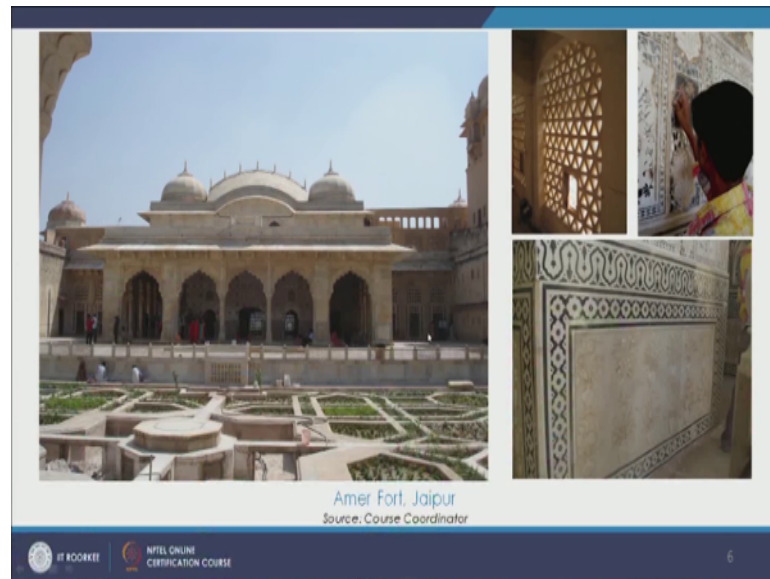 Amer Fort, Jaipur
Source: Course Coordinator
IIT ROORKEE
NPTEL ONLINE
CERTIFICATION COURSE
6